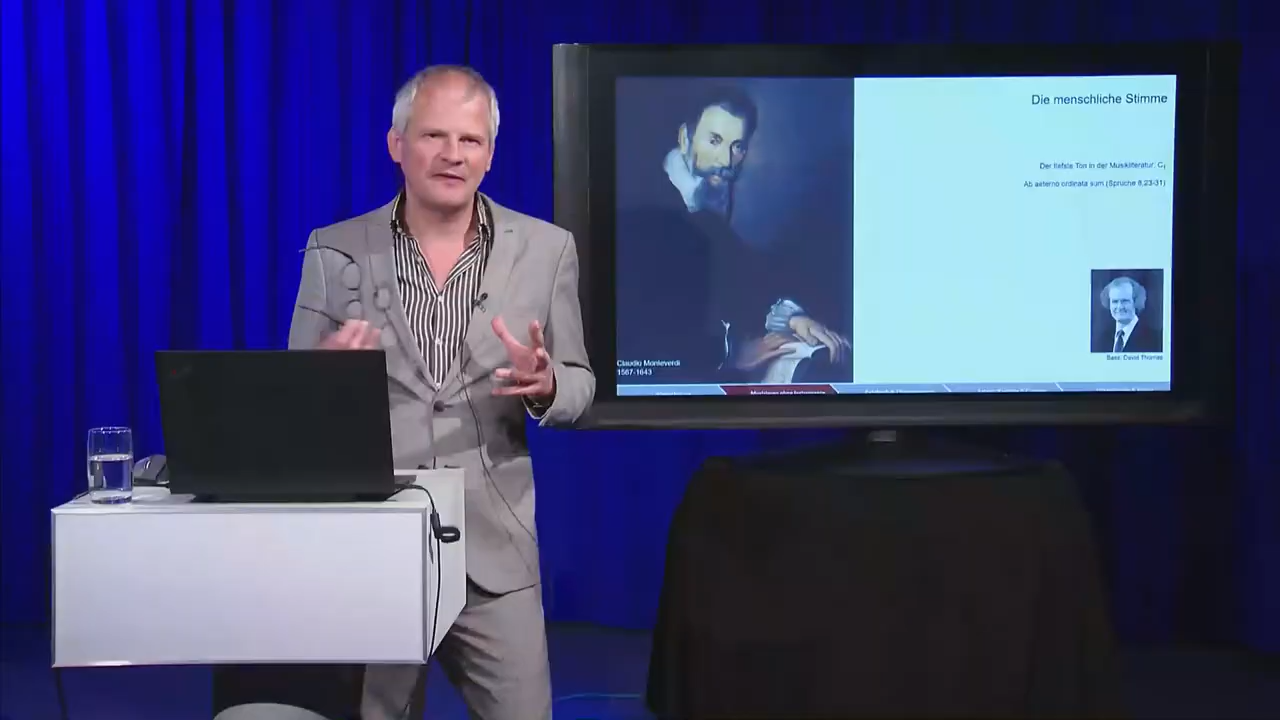 Die menschliche Stimme
Der tiefste Ton in der Musikliteratur: C₁
Ab aeterno ordinata sum (Sprüche 8,23-31)
Claudio Monteverdi
1567-1643
Bass: David Thomas